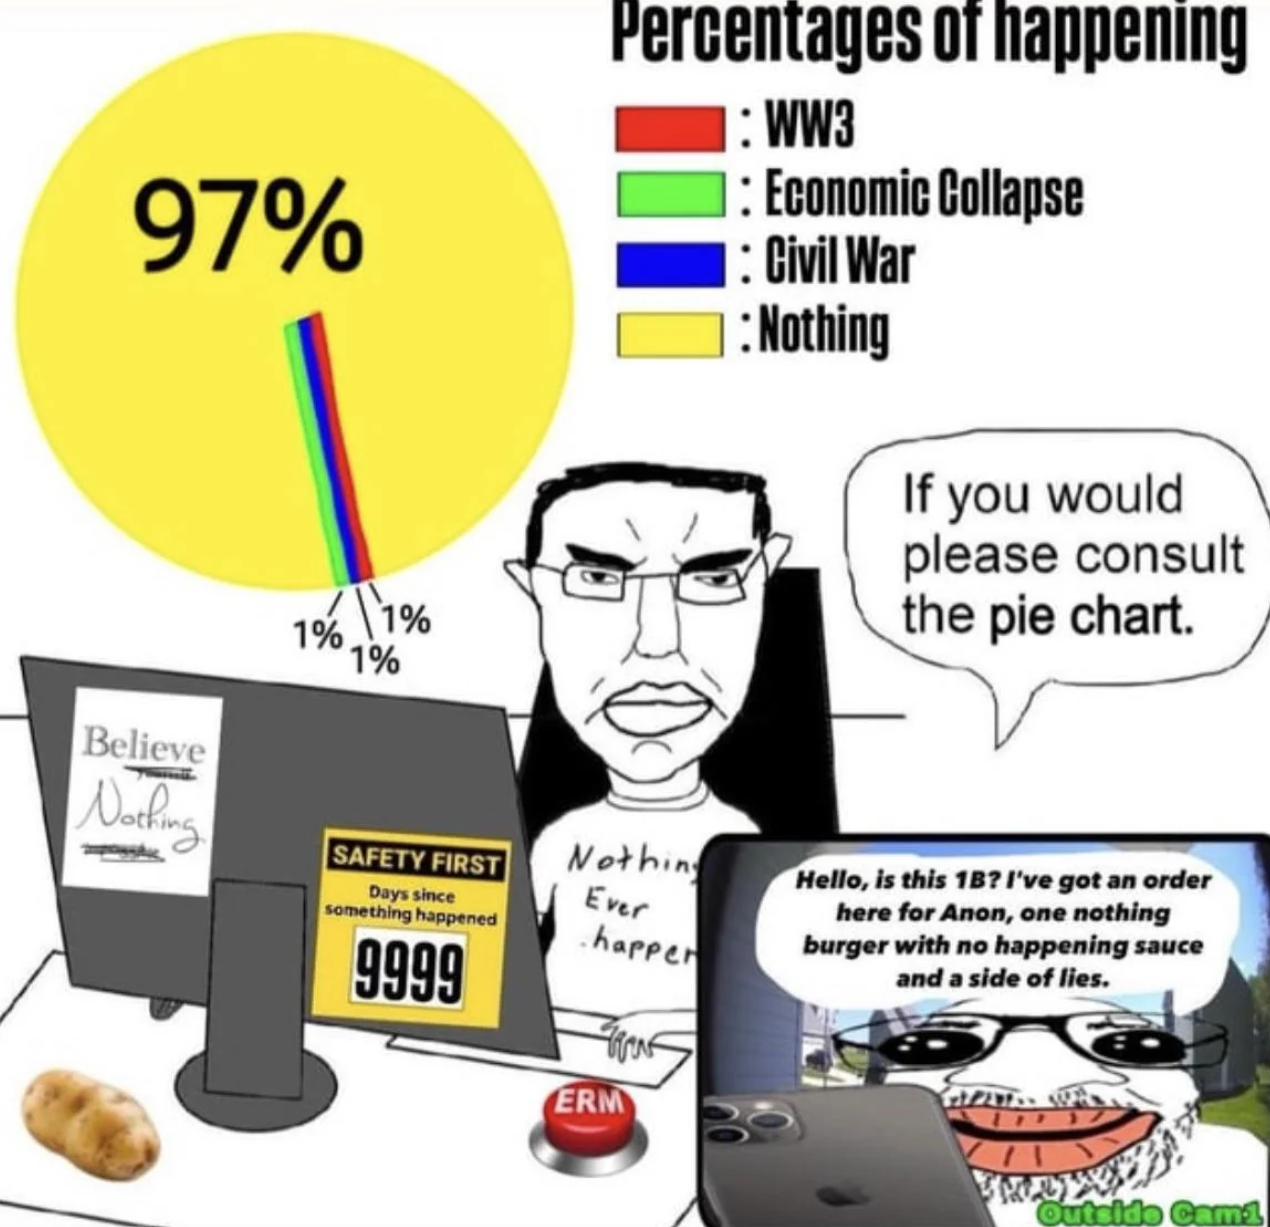 Percentages of happening
: WW3
: Economic Collapse
: Civil War
: Nothing
97%
1%
1%
1%
If you would
please consult
the pie chart.
Believe
Nothing
SAFETY FIRST
Days since
something happened
9999
Nothin
Ever
happen
ERM
Hello, is this 1B? I've got an order
here for Anon, one nothing
burger with no happening sauce
and a side of lies.
Outside Cam1